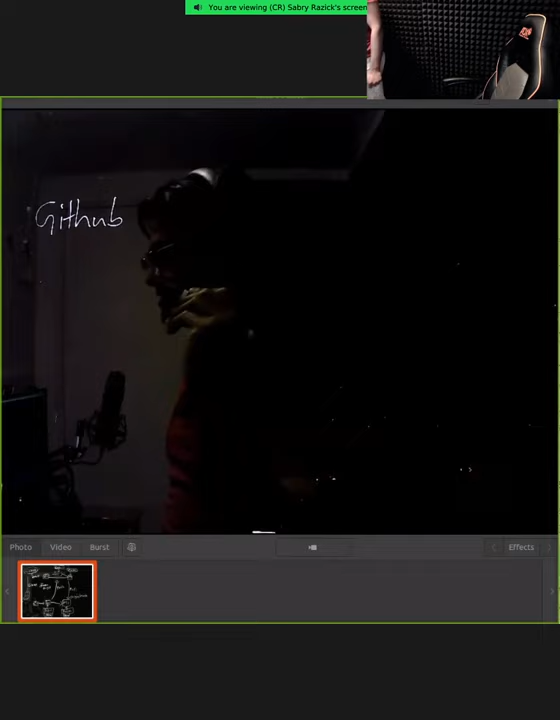 You are viewing (CR) Sabry Razick's screen
Github
Photo
Video
Burst
Effects